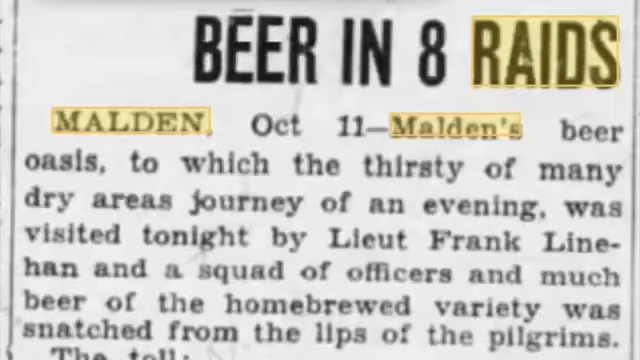 BEER IN 8 RAIDS
MALDEN, Oct 11—Malden's beer
oasis, to which the thirsty of many
dry areas journey of an evening, was
visited tonight by Lieut Frank Line-
han and a squad of officers and much
beer of the homebrewed variety was
snatched from the lips of the pilgrims.
The toll: